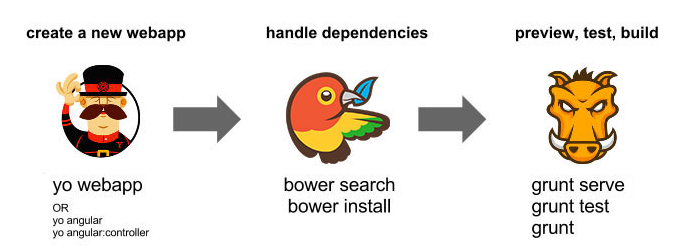 create a new webapp
handle dependencies
preview, test, build
yo webapp
OR
yo angular
yo angular:controller
bower search
bower install
grunt serve
grunt test
grunt